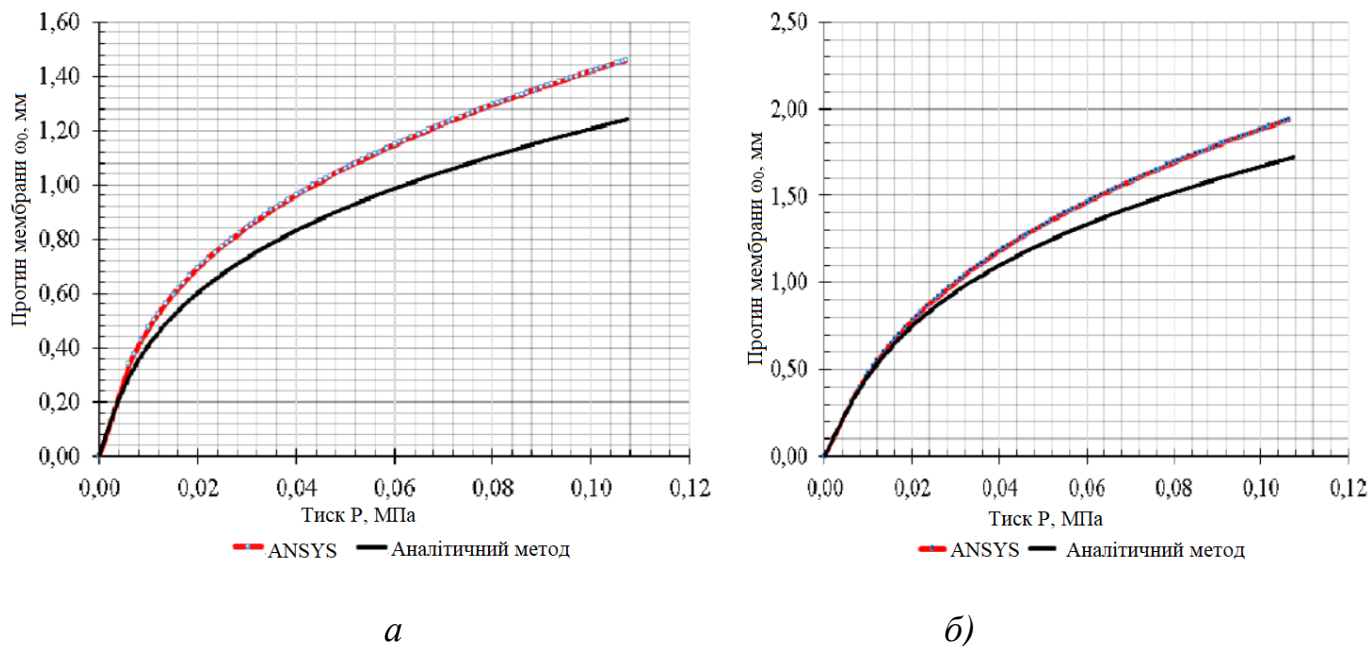 1,60
1,40
1,20
1,00
0,80
0,60
0,40
0,20
0,00
Прогин мембрани ω₀, мм
0,00 0,02 0,04 0,06 0,08 0,10 0,12
Тиск P, МПа
ANSYS Аналітичний метод
а
2,50
2,00
1,50
1,00
0,50
0,00
Прогин мембрани ω₀, мм
0,00 0,02 0,04 0,06 0,08 0,10 0,12
Тиск P, МПа
ANSYS Аналітичний метод
б)